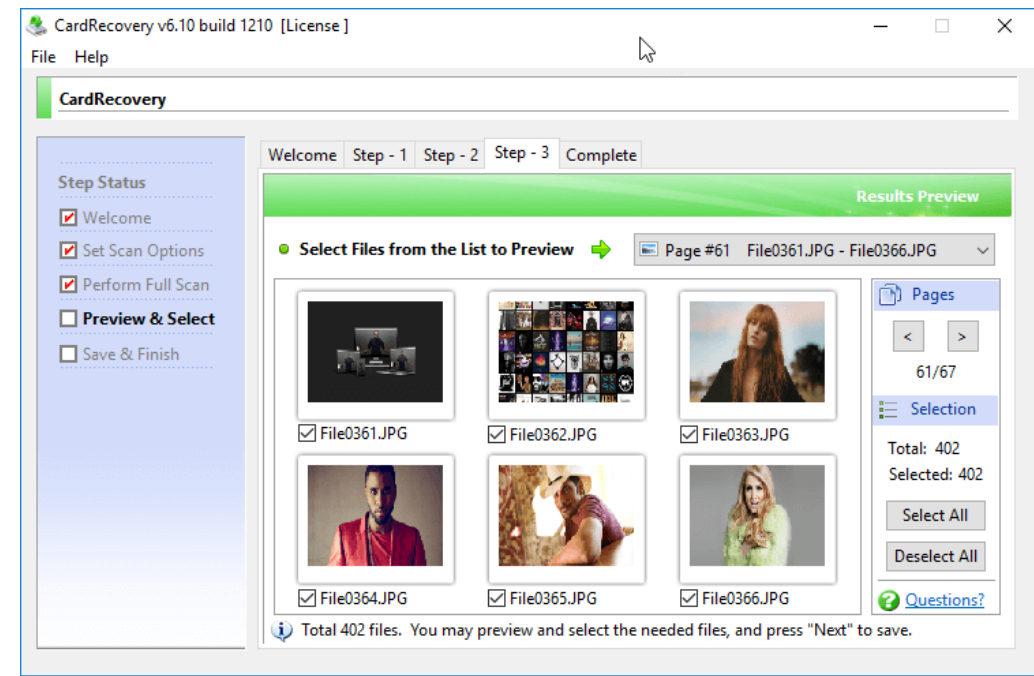 CardRecovery v6.10 build 1210 [License ]
File Help
CardRecovery
Welcome Step - 1 Step - 2 Step - 3 Complete
Step Status
Welcome
Set Scan Options
Perform Full Scan
Preview & Select
Save & Finish
Results Preview
Select Files from the List to Preview
Page #61 File0361.JPG - File0366.JPG
File0361.JPG
File0362.JPG
File0363.JPG
File0364.JPG
File0365.JPG
File0366.JPG
Pages
< >
61/67
Selection
Total: 402
Selected: 402
Select All
Deselect All
Questions?
Total 402 files. You may preview and select the needed files, and press "Next" to save.